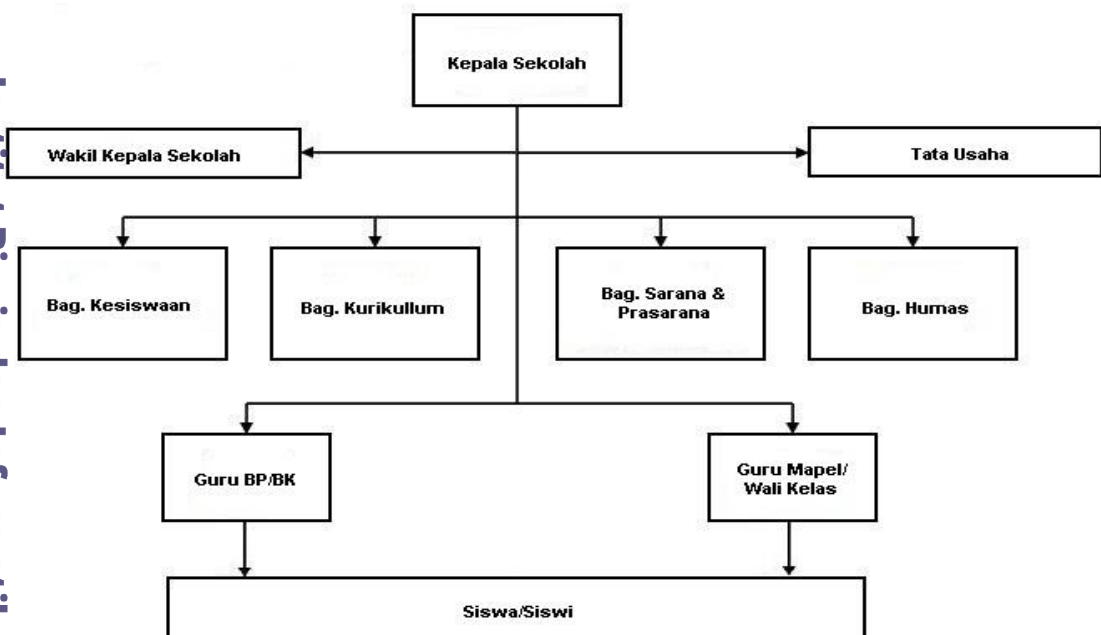 Kepala Sekolah
Wakil Kepala Sekolah
Tata Usaha
Bag. Kesiswaan
Bag. Kurikullum
Bag. Sarana &
Prasarana
Bag. Humas
Guru BP/BK
Guru Mapel/
Wali Kelas
Siswa/Siswi